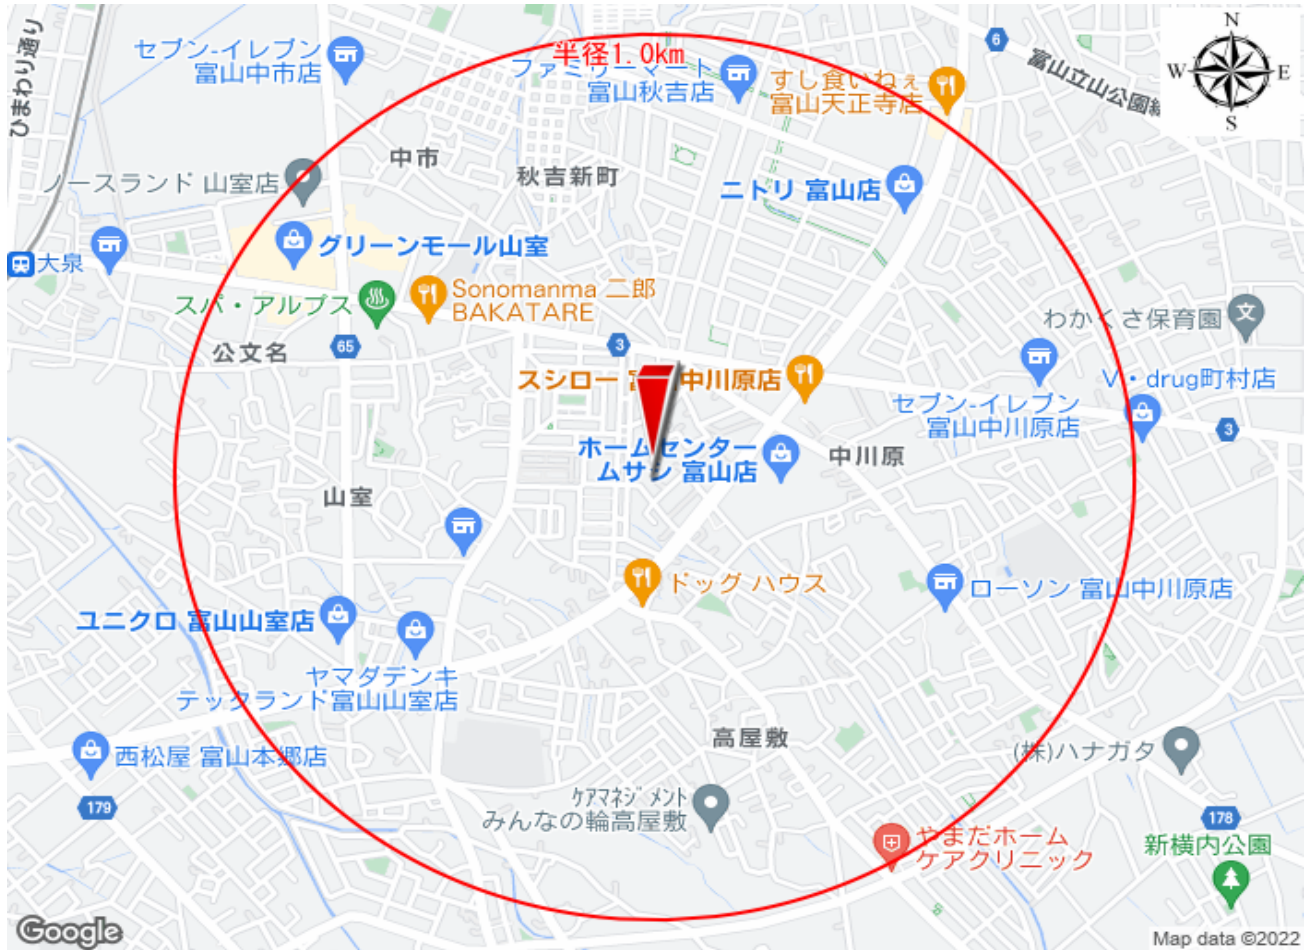 ひまわり通り
セブン-イレブン
富山中市店
半径1.0km
ファミリーマート
富山秋吉店
すし食いねぇ
富山天正寺店
6
富山立山公園線
N
W
E
S
中市
秋吉新町
ノースランド 山室店
ニトリ 富山店
グリーンモール山室
大泉
スパ・アルプス
Sonomanma 二郎
BAKATARE
わかくさ保育園
公文名
65
3
スシロー 富
中川原店
V・drug町村店
セブン-イレブン
富山中川原店
3
ホームセンター
ムサシ 富山店
中川原
山室
ドッグ ハウス
ローソン 富山中川原店
ユニクロ 富山山室店
ヤマダデンキ
テックランド富山山室店
西松屋 富山本郷店
高屋敷
(株)ハナガタ
179
ケアマネジメント
みんなの輪高屋敷
178
やまだホーム
ケアクリニック
新横内公園
Google
Map data ©2022